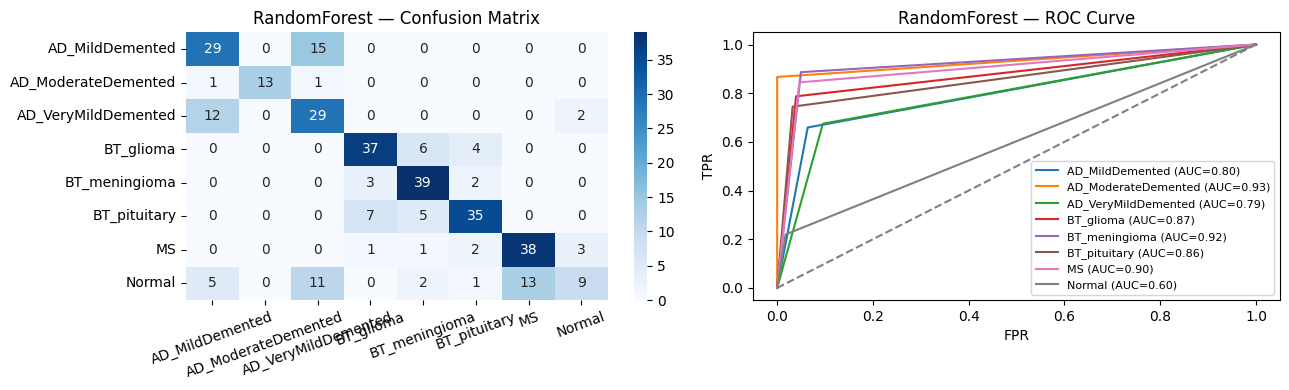 RandomForest — Confusion Matrix
AD_MildDemented 29 0 15 0 0 0 0 0
AD_ModerateDemented 1 13 1 0 0 0 0 0
AD_VeryMildDemented 12 0 29 0 0 0 0 2
BT_glioma 0 0 0 37 6 4 0 0
BT_meningioma 0 0 0 3 39 2 0 0
BT_pituitary 0 0 0 7 5 35 0 0
MS 0 0 0 1 1 2 38 3
Normal 5 0 11 0 2 1 13 9
AD_MildDemented
AD_ModerateDemented
AD_VeryMildDemented
BT_glioma
BT_meningioma
BT_pituitary
MS
Normal
35
30
25
20
15
10
5
0
RandomForest — ROC Curve
TPR
1.0
0.8
0.6
0.4
0.2
0.0
AD_MildDemented (AUC=0.80)
AD_ModerateDemented (AUC=0.93)
AD_VeryMildDemented (AUC=0.79)
BT_glioma (AUC=0.87)
BT_meningioma (AUC=0.92)
BT_pituitary (AUC=0.86)
MS (AUC=0.90)
Normal (AUC=0.60)
0.0 0.2 0.4 0.6 0.8 1.0
FPR